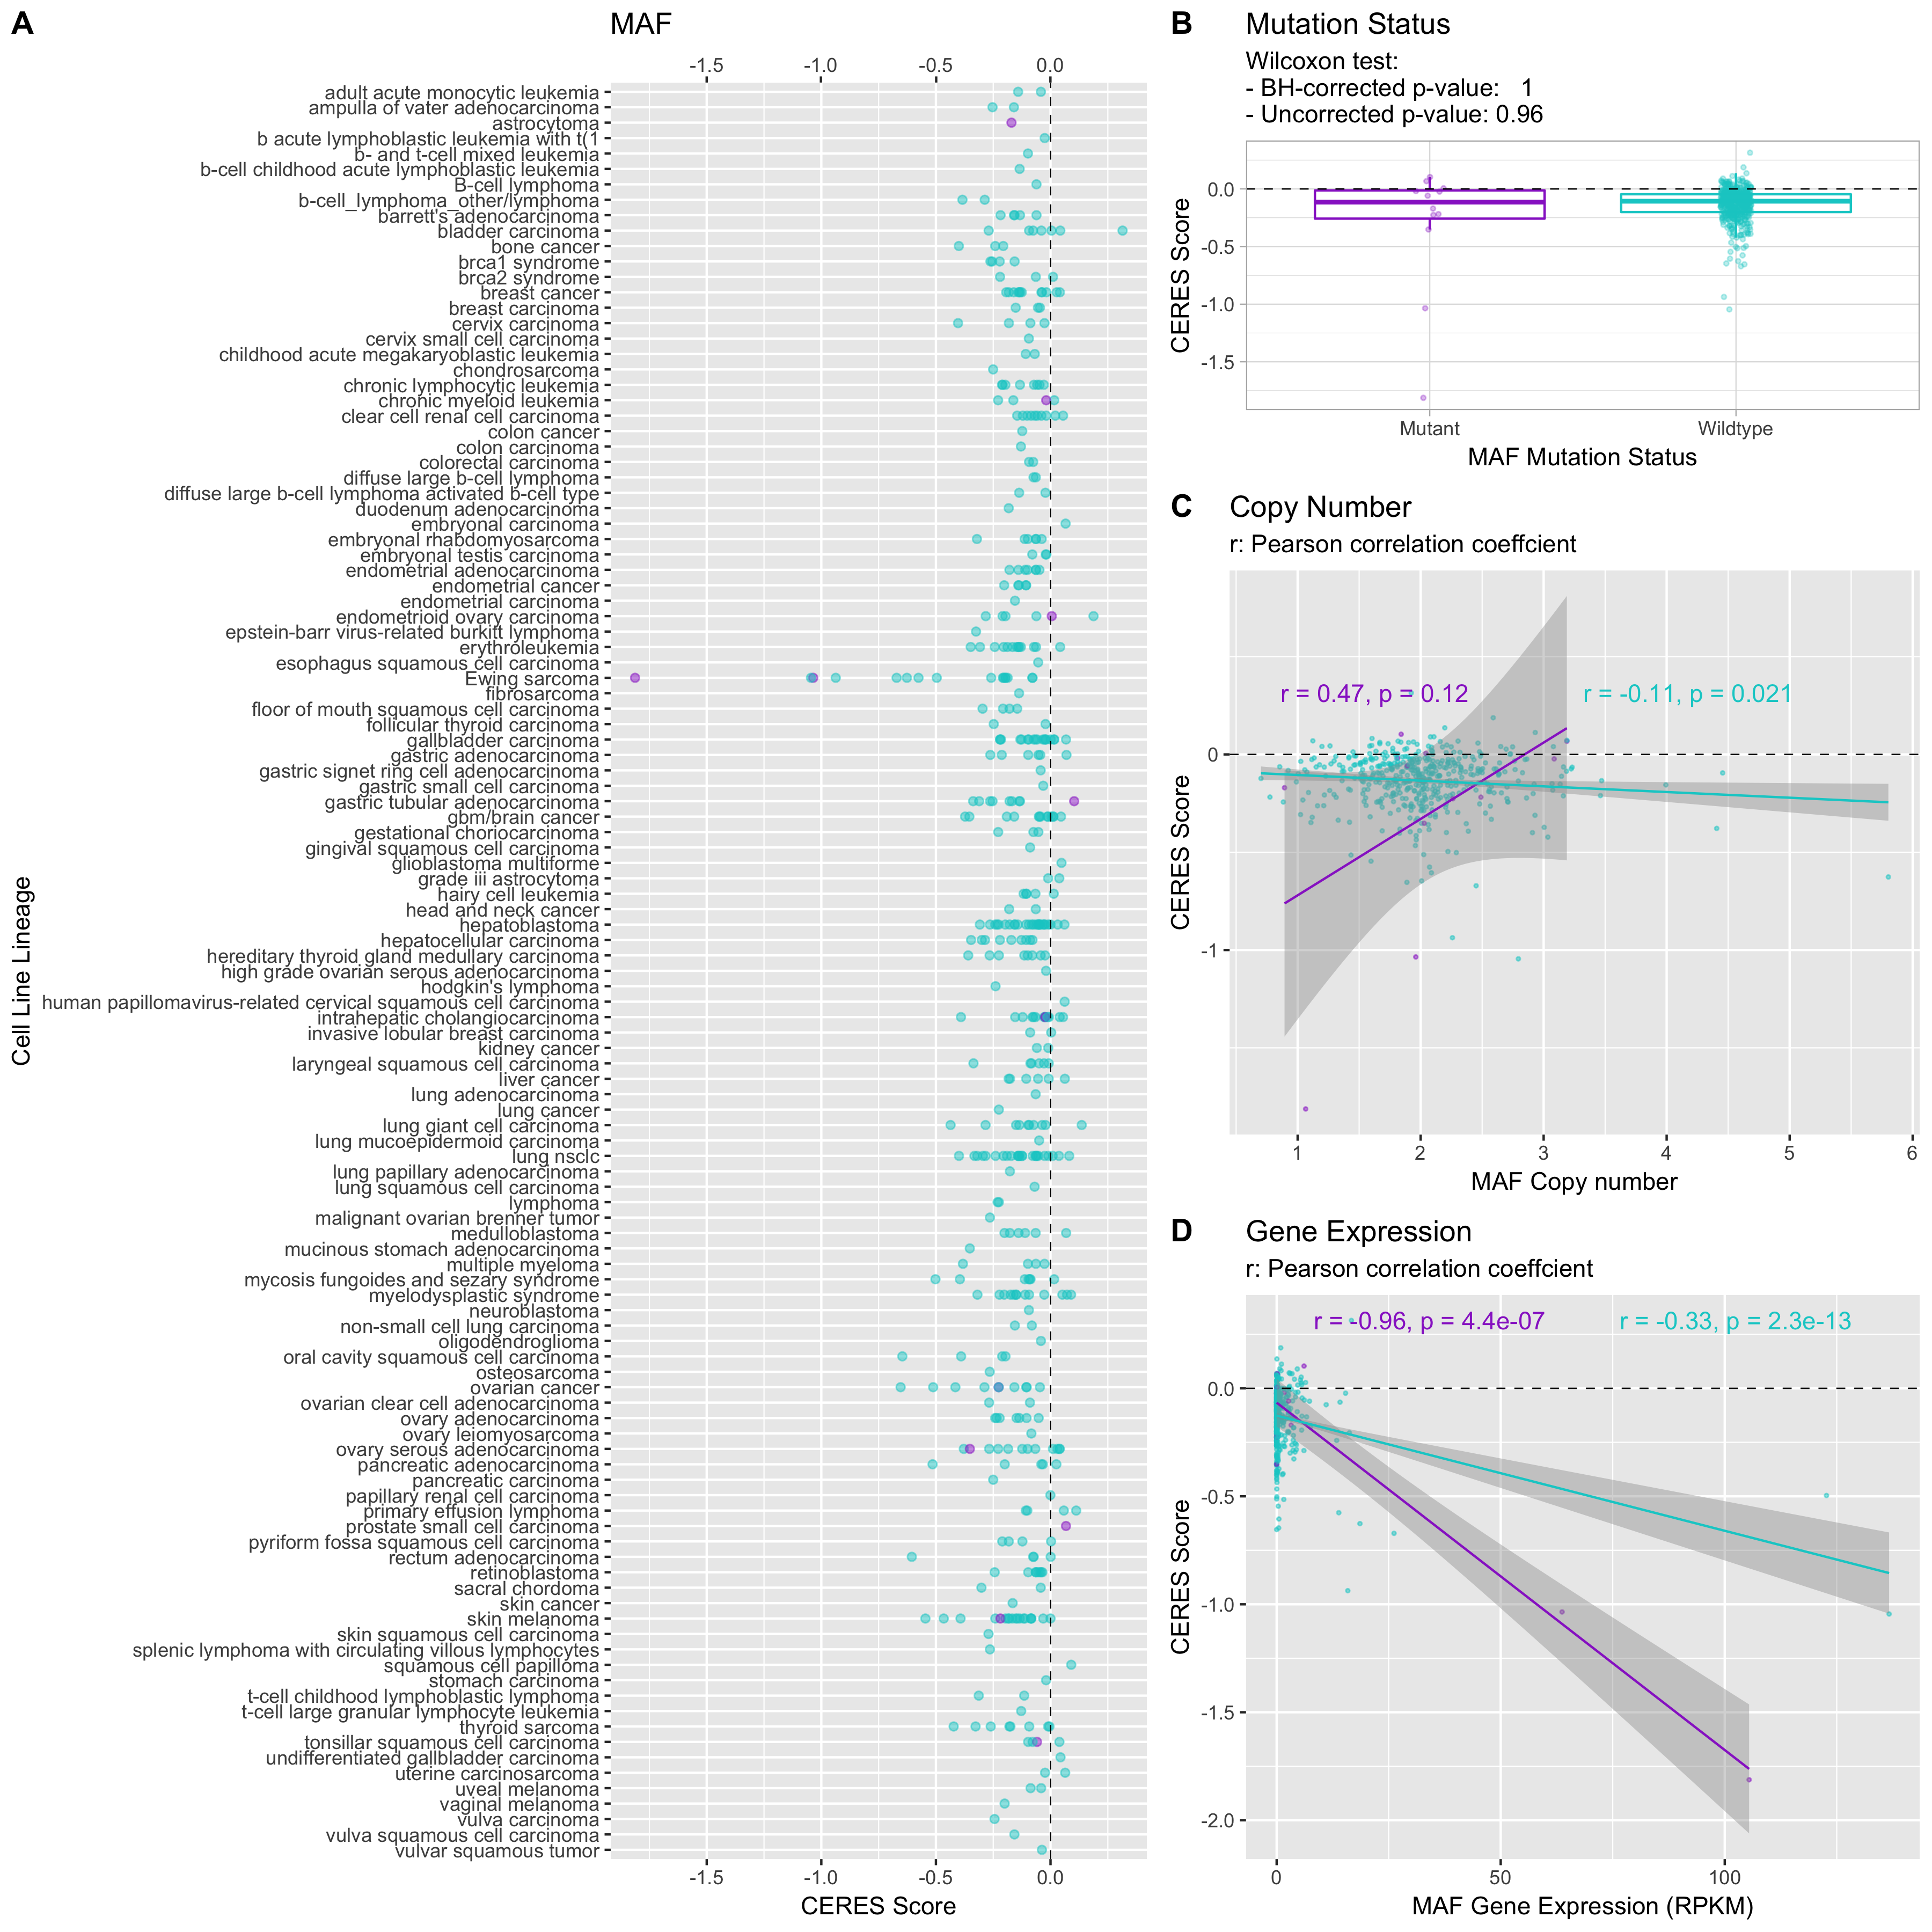 A
MAF
-1.5 -1.0 -0.5 0.0
adult acute monocytic leukemia
ampulla of vater adenocarcinoma
astrocytoma
b acute lymphoblastic leukemia with t(1
b- and t-cell mixed leukemia
b-cell childhood acute lymphoblastic leukemia
B-cell lymphoma
b-cell_lymphoma_other/lymphoma
barrett's adenocarcinoma
bladder carcinoma
bone cancer
brca1 syndrome
brca2 syndrome
breast cancer
breast carcinoma
cervix carcinoma
cervix small cell carcinoma
childhood acute megakaryoblastic leukemia
chondrosarcoma
chronic lymphocytic leukemia
chronic myeloid leukemia
clear cell renal cell carcinoma
colon cancer
colon carcinoma
colorectal carcinoma
diffuse large b-cell lymphoma
diffuse large b-cell lymphoma activated b-cell type
duodenum adenocarcinoma
embryonal carcinoma
embryonal rhabdomyosarcoma
embryonal testis carcinoma
endometrial adenocarcinoma
endometrial cancer
endometrial carcinoma
endometrioid ovary carcinoma
epstein-barr virus-related burkitt lymphoma
erythroleukemia
esophagus squamous cell carcinoma
Ewing sarcoma
fibrosarcoma
floor of mouth squamous cell carcinoma
follicular thyroid carcinoma
gallbladder carcinoma
gastric adenocarcinoma
gastric signet ring cell adenocarcinoma
gastric small cell carcinoma
gastric tubular adenocarcinoma
gbm/brain cancer
gestational choriocarcinoma
gingival squamous cell carcinoma
glioblastoma multiforme
grade iii astrocytoma
hairy cell leukemia
head and neck cancer
hepatoblastoma
hepatocellular carcinoma
hereditary thyroid gland medullary carcinoma
high grade ovarian serous adenocarcinoma
hodgkin's lymphoma
human papillomavirus-related cervical squamous cell carcinoma
intrahepatic cholangiocarcinoma
invasive lobular breast carcinoma
kidney cancer
laryngeal squamous cell carcinoma
liver cancer
lung adenocarcinoma
lung cancer
lung giant cell carcinoma
lung mucoepidermoid carcinoma
lung nsclc
lung papillary adenocarcinoma
lung squamous cell carcinoma
lymphoma
malignant ovarian brenner tumor
medulloblastoma
mucinous stomach adenocarcinoma
multiple myeloma
mycosis fungoides and sezary syndrome
myelodysplastic syndrome
neuroblastoma
non-small cell lung carcinoma
oligodendroglioma
oral cavity squamous cell carcinoma
osteosarcoma
ovarian cancer
ovarian clear cell adenocarcinoma
ovary adenocarcinoma
ovary leiomyosarcoma
ovary serous adenocarcinoma
pancreatic adenocarcinoma
pancreatic carcinoma
papillary renal cell carcinoma
primary effusion lymphoma
prostate small cell carcinoma
pyriform fossa squamous cell carcinoma
rectum adenocarcinoma
retinoblastoma
sacral chordoma
skin cancer
skin melanoma
skin squamous cell carcinoma
splenic lymphoma with circulating villous lymphocytes
squamous cell papilloma
stomach carcinoma
t-cell childhood lymphoblastic lymphoma
t-cell large granular lymphocyte leukemia
thyroid sarcoma
tonsillar squamous cell carcinoma
undifferentiated gallbladder carcinoma
uterine carcinosarcoma
uveal melanoma
vaginal melanoma
vulva carcinoma
vulva squamous cell carcinoma
vulvar squamous tumor
-1.5 -1.0 -0.5 0.0
CERES Score
Cell Line Lineage
B
Mutation Status
Wilcoxon test:
- BH-corrected p-value: 1
- Uncorrected p-value: 0.96
0.0
-0.5
-1.0
-1.5
CERES Score
Mutant Wildtype
MAF Mutation Status
C
Copy Number
r: Pearson correlation coeffcient
r = 0.47, p = 0.12 r = -0.11, p = 0.021
0
-1
CERES Score
1 2 3 4 5 6
MAF Copy number
D
Gene Expression
r: Pearson correlation coeffcient
r = -0.96, p = 4.4e-07 r = -0.33, p = 2.3e-13
0.0
-0.5
-1.0
-1.5
-2.0
CERES Score
0 50 100
MAF Gene Expression (RPKM)